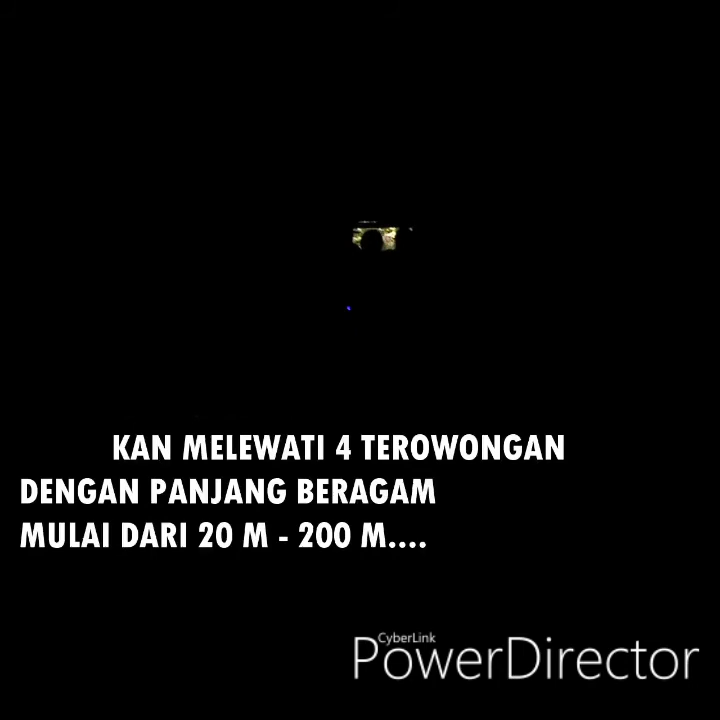 KAN MELEWATI 4 TEROWONGAN
DENGAN PANJANG BERAGAM
MULAI DARI 20 M - 200 M....
CyberLink
PowerDirector